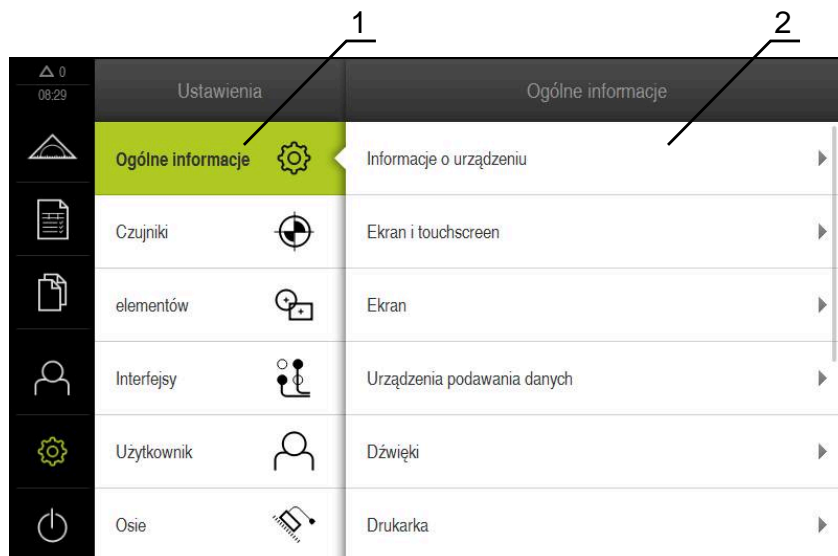 1
2
0
08:29
Ustawienia
Ogólne informacje
Ogólne informacje
Informacje o urządzeniu
Czujniki
Ekran i touchscreen
elementów
Ekran
Interfejsy
Urządzenia podawania danych
Użytkownik
Dźwięki
Osie
Drukarka